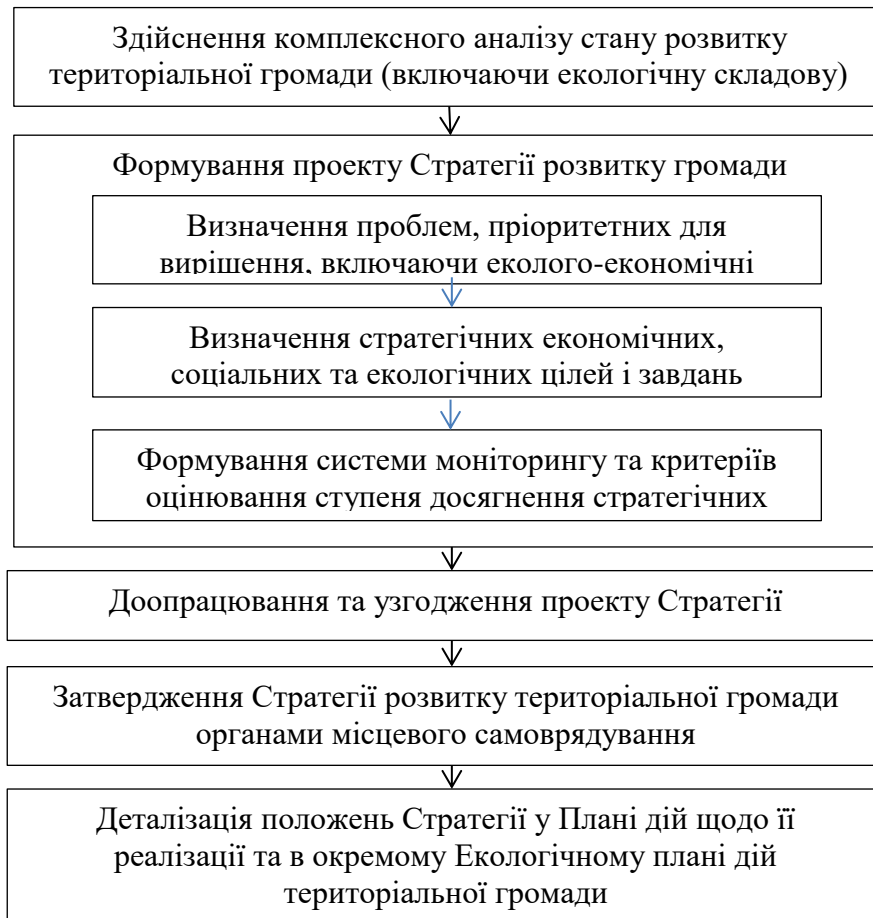 Здійснення комплексного аналізу стану розвитку
територіальної громади (включаючи екологічну складову)
Формування проекту Стратегії розвитку громади
Визначення проблем, пріоритетних для
вирішення, включаючи еколого-економічні
Визначення стратегічних економічних,
соціальних та екологічних цілей і завдань
Формування системи моніторингу та критеріїв
оцінювання ступеня досягнення стратегічних
Доопрацювання та узгодження проекту Стратегії
Затвердження Стратегії розвитку територіальної громади
органами місцевого самоврядування
Деталізація положень Стратегії у Плані дій щодо її
реалізації та в окремому Екологічному плані дій
територіальної громади